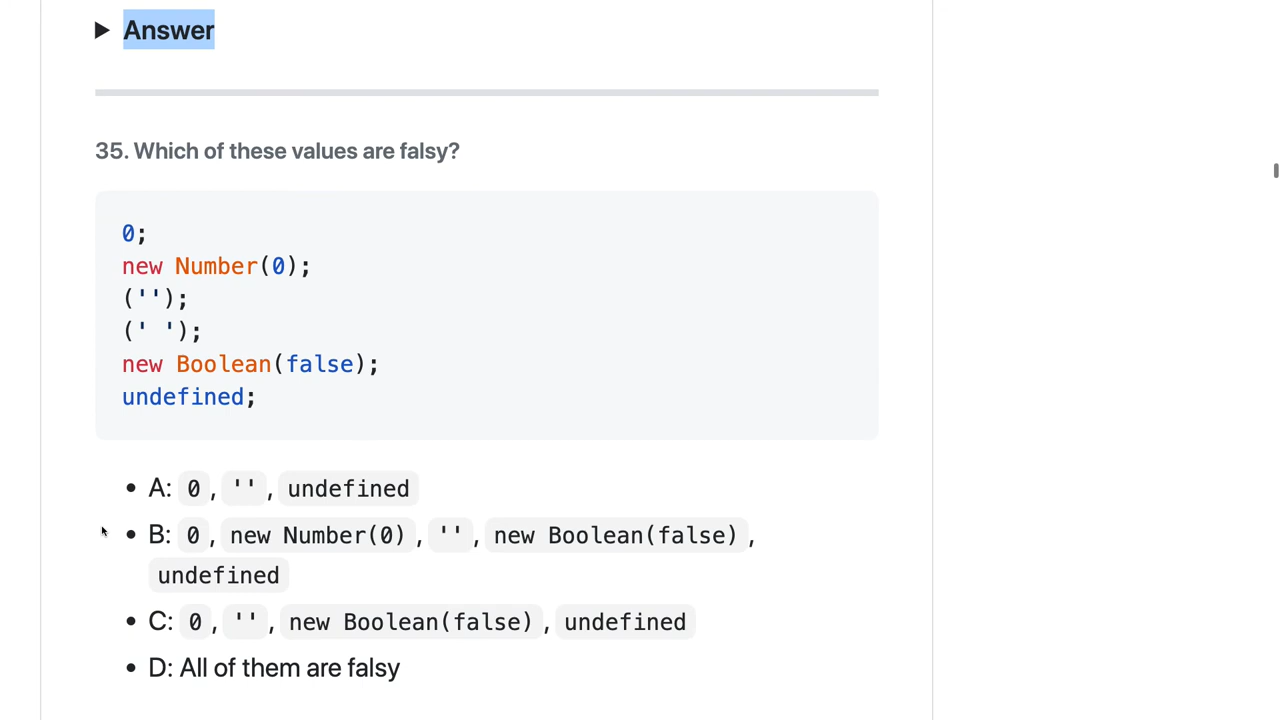 Answer
35. Which of these values are falsy?
0;
new Number(0);
('');
(' ');
new Boolean(false);
undefined;
A: 0, '', undefined
B: 0, new Number(0), '', new Boolean(false),
undefined
C: 0, '', new Boolean(false), undefined
D: All of them are falsy